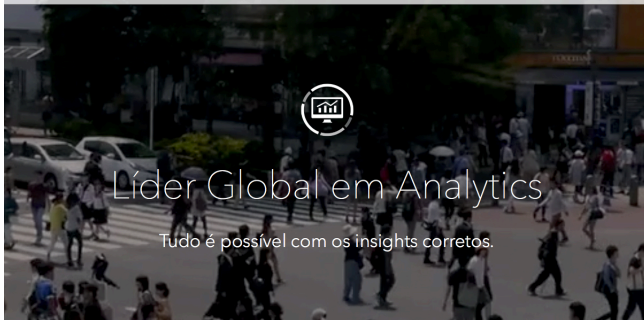 Líder Global em Analytics
Tudo é possível com os insights corretos.